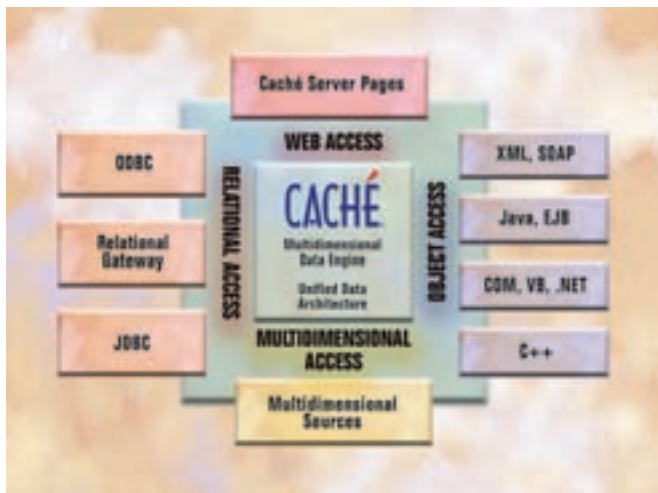 Caché Server Pages
WEB ACCESS
ODBC
Relational
Gateway
JDBC
RELATIONAL ACCESS
CACHÉ
Multidimensional
Data Engine
Unified Data
Architecture
OBJECT ACCESS
XML, SOAP
Java, EJB
COM, VB, .NET
C++
MULTIDIMENSIONAL
ACCESS
Multidimensional
Sources